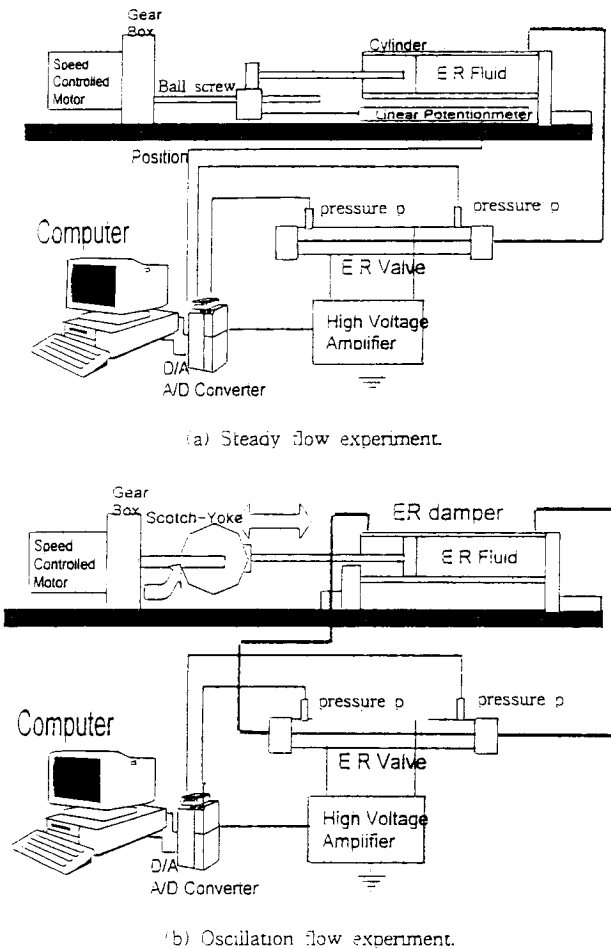 Gear
Box
Speed
Controlled
Motor
Ball screw
Cylinder
E R Fluid
Linear Potentionmeter
Position
pressure p
pressure p
Computer
E R Valve
High Voltage
Amplifier
D/A
A/D Converter
(a) Steady flow experiment.
Gear
Box
Scotch-Yoke
ER damper
Speed
Controlled
Motor
E R Fluid
pressure p
pressure p
Computer
E R Valve
High Voltage
Amplifier
D/A
A/D Converter
(b) Oscillation flow experiment.